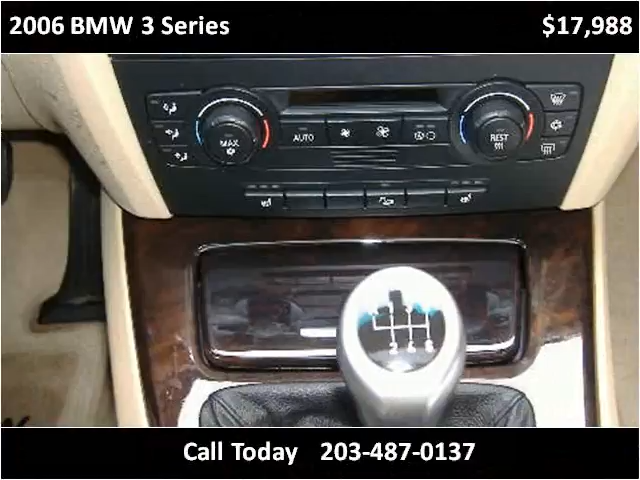 2006 BMW 3 Series $17,988
MAX
AUTO
REST
Call Today 203-487-0137